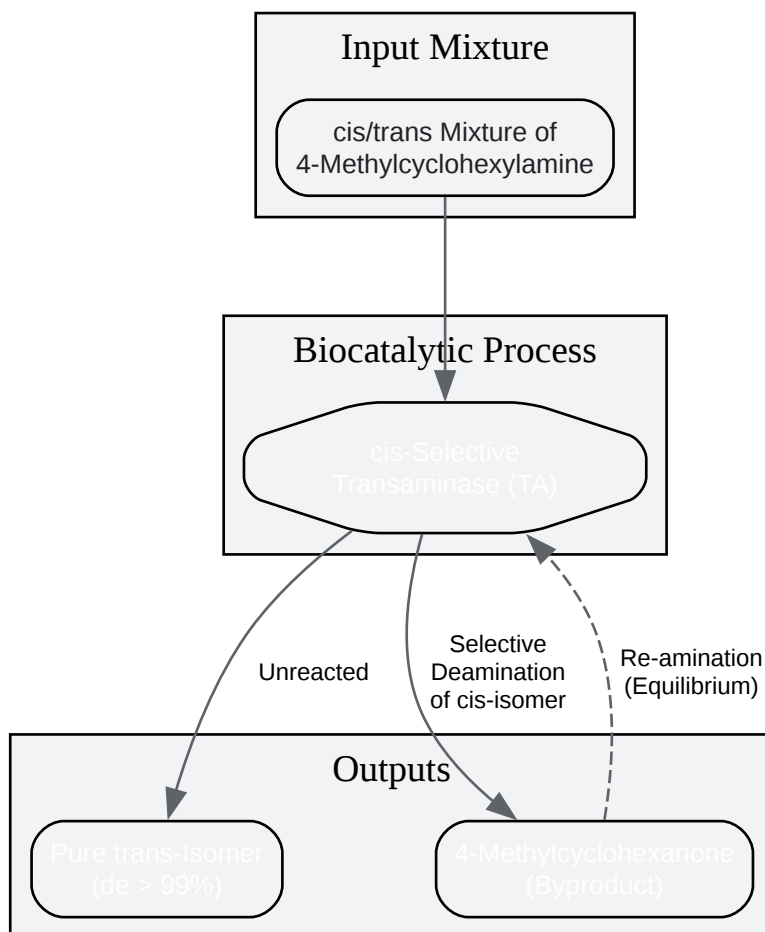 Input Mixture
cis/trans Mixture of
4-Methylcyclohexylamine
Biocatalytic Process
cis-Selective
Transaminase (TA)
Unreacted
Selective
Deamination
of cis-isomer
Re-amination
(Equilibrium)
Outputs
Pure trans-Isomer
(de > 99%)
4-Methylcyclohexanone
(Byproduct)